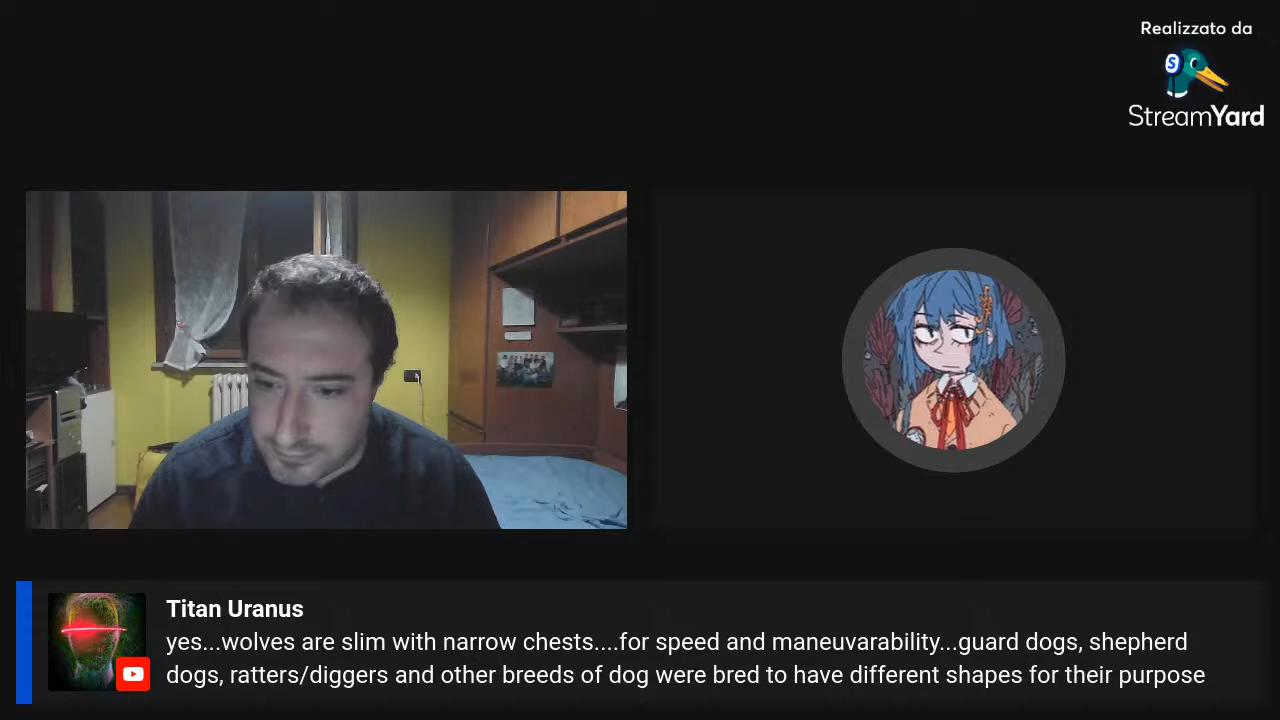 Realizzato da
S
StreamYard
Titan Uranus
yes...wolves are slim with narrow chests....for speed and maneuvarability...guard dogs, shepherd
dogs, ratters/diggers and other breeds of dog were bred to have different shapes for their purpose